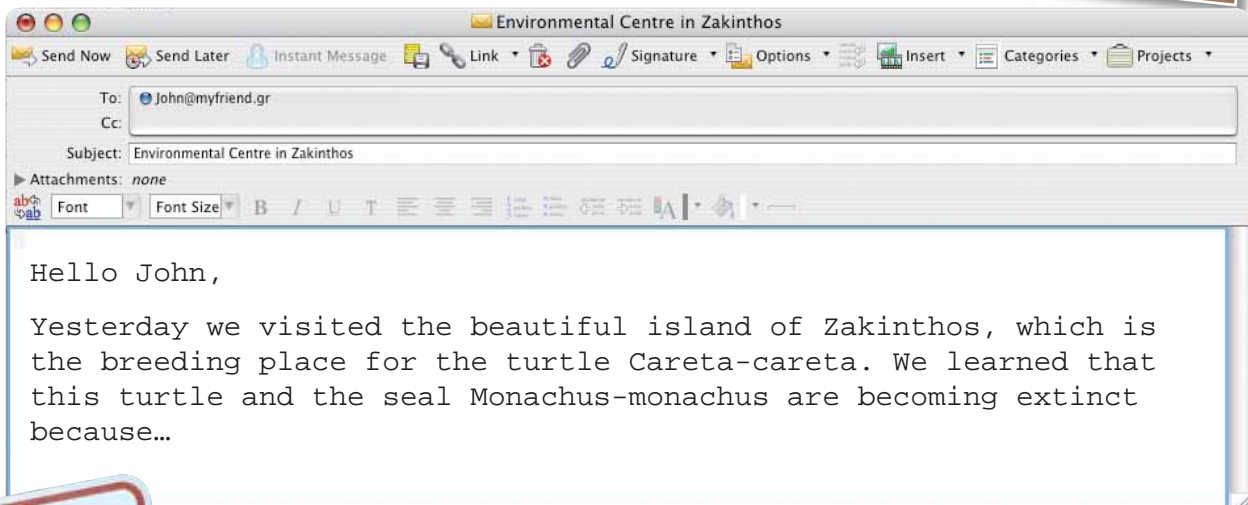 Environmental Centre in Zakinthos
Send Now Send Later Instant Message Link Signature Options Insert Categories Projects
To: John@myfriend.gr
Cc:
Subject: Environmental Centre in Zakinthos
Attachments: none
ab ab Font Font Size B I U T A
Hello John,
Yesterday we visited the beautiful island of Zakinthos, which is
the breeding place for the turtle Careta-careta. We learned that
this turtle and the seal Monachus-monachus are becoming extinct
because…